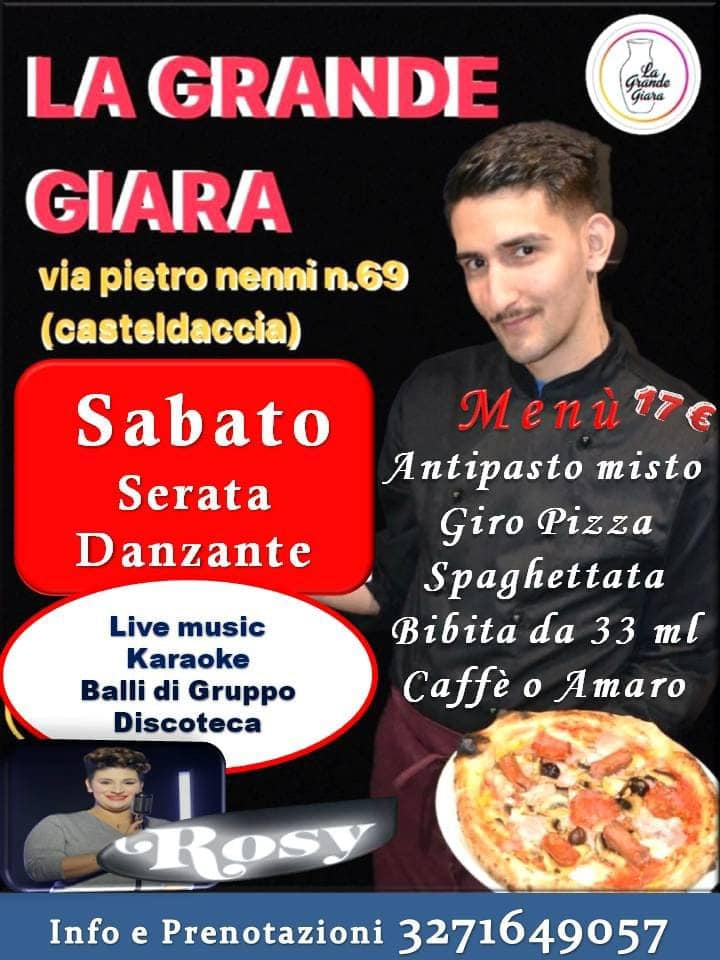 LA GRANDE
GIARA
La
Grande
Giara
via pietro nenni n.69
(casteldaccia)
Sabato
Serata
Danzante
Menù 17€
Antipasto misto
Giro Pizza
Spaghettata
Bibita da 33 ml
Caffè o Amaro
Live music
Karaoke
Balli di Gruppo
Discoteca
Rosy
Info e Prenotazioni 3271649057